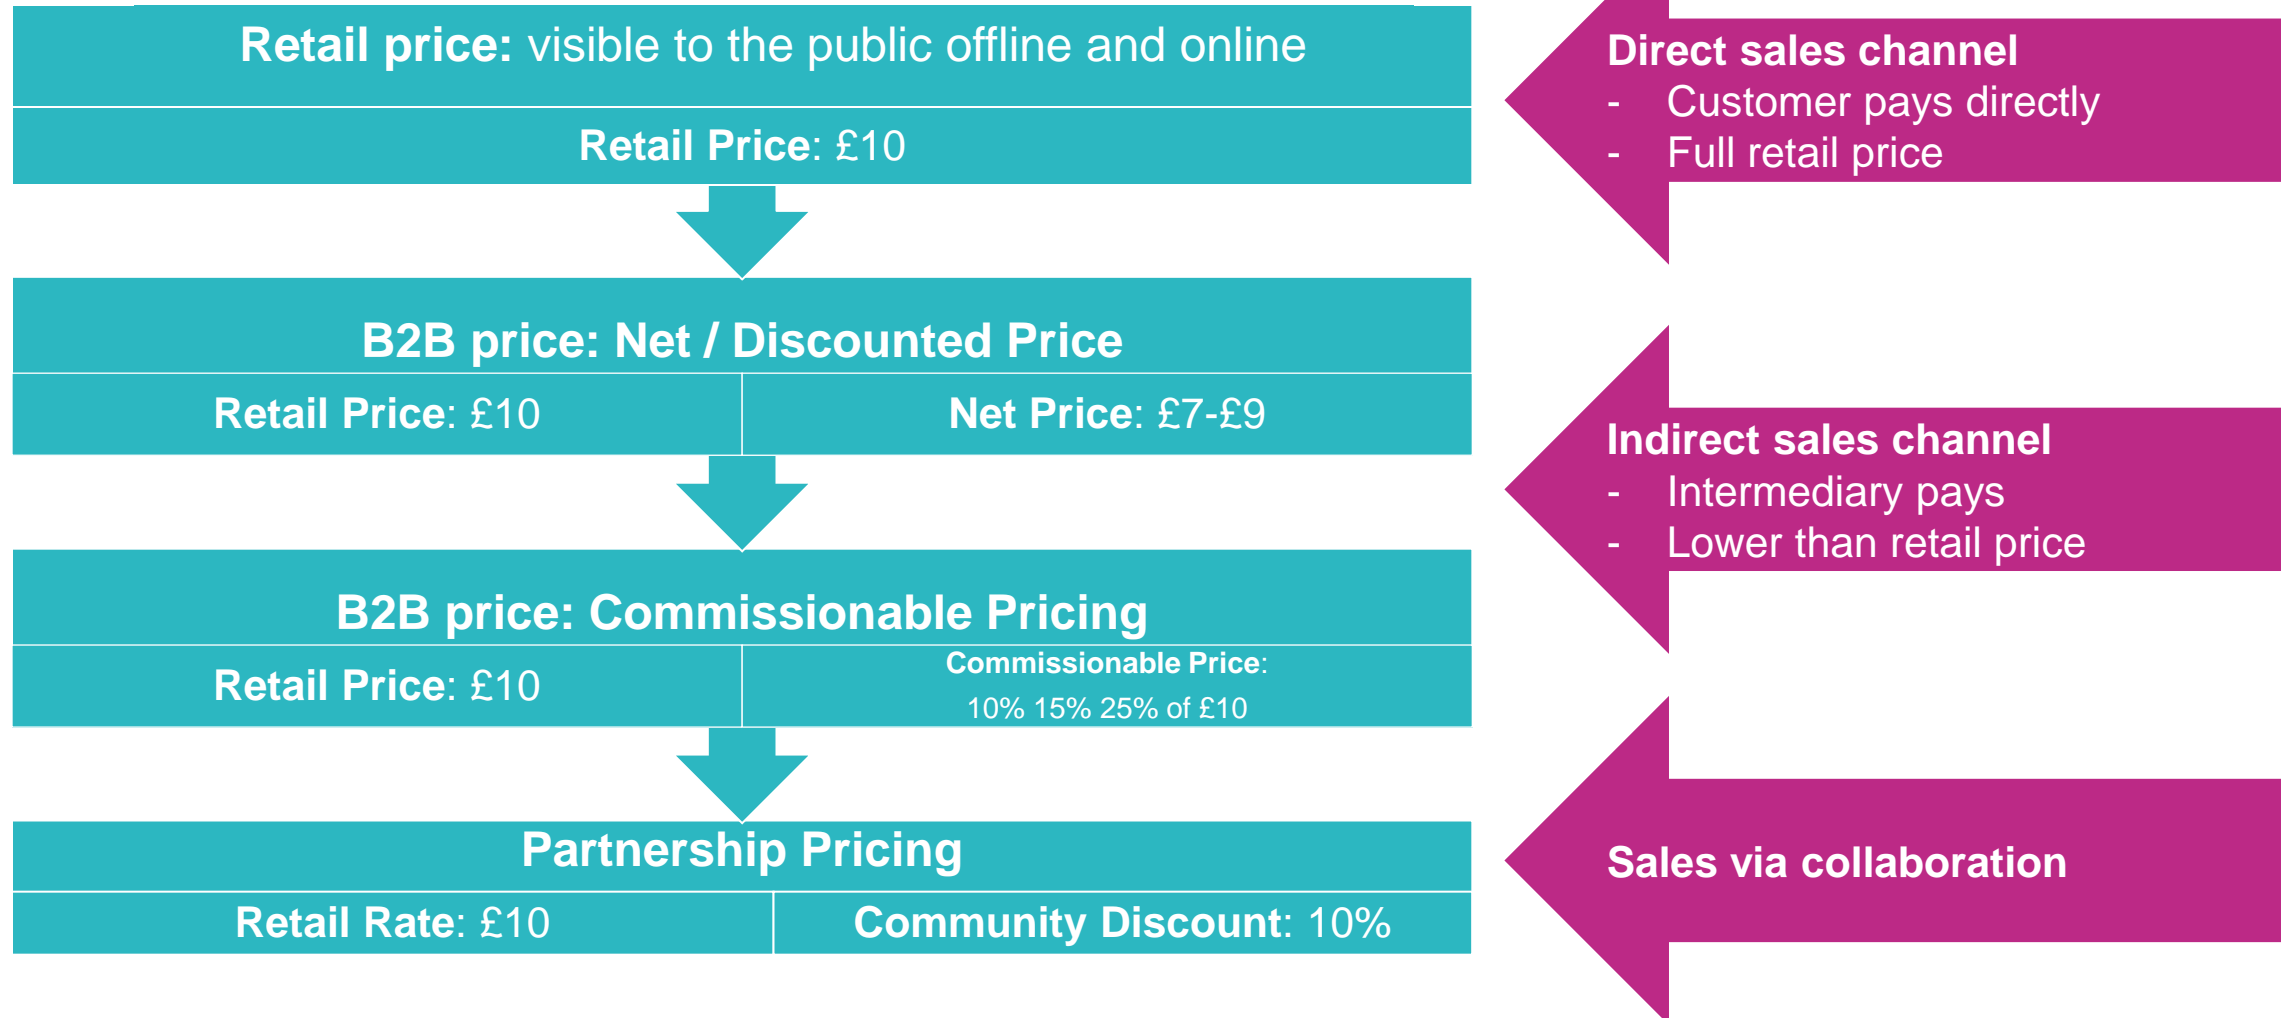 Retail price: visible to the public offline and online
Retail Price: £10
Direct sales channel
- Customer pays directly
- Full retail price
B2B price: Net / Discounted Price
Retail Price: £10
Net Price: £7-£9
Indirect sales channel
- Intermediary pays
- Lower than retail price
B2B price: Commissionable Pricing
Retail Price: £10
Commissionable Price:
10% 15% 25% of £10
Partnership Pricing
Retail Rate: £10
Community Discount: 10%
Sales via collaboration